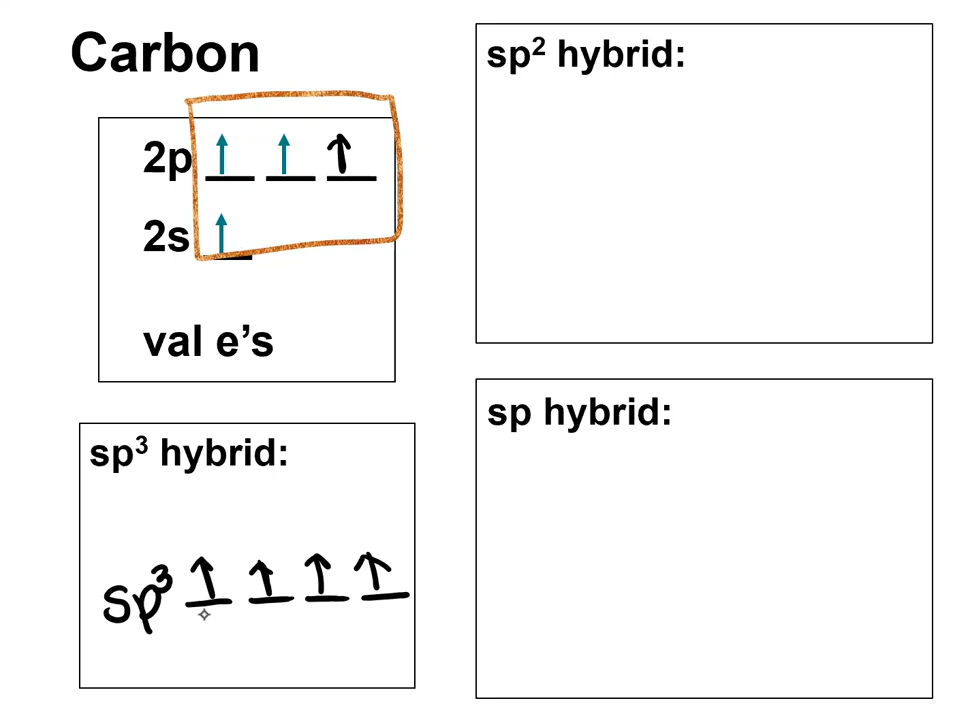 Carbon
2p
2s
val e's
sp³ hybrid:
sp³
sp² hybrid:
sp hybrid: